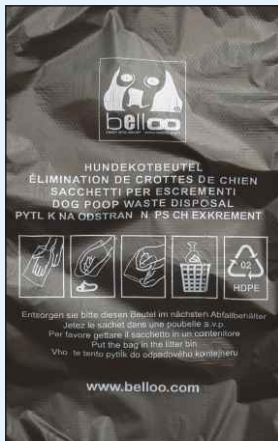 belloo
HUNDEKOTBEUTEL
ÉLIMINATION DE CROTTES DE CHIEN
SACCHETTI PER ESCREMENTI
DOG POOP WASTE DISPOSAL
PYTL K NA ODSTRAN N PS CH EXKREMENT
02
HDPE
Entsorgen sie bitte diesen Beutel im nächsten Abfallbehälter
Jetez le sachet dans une poubelle s.v.p.
Per favore gettare il sacchetto in un contenitore
Put the bag in the litter bin
Vho te tento pytlik do odpadoveho kontejneru
www.belloo.com